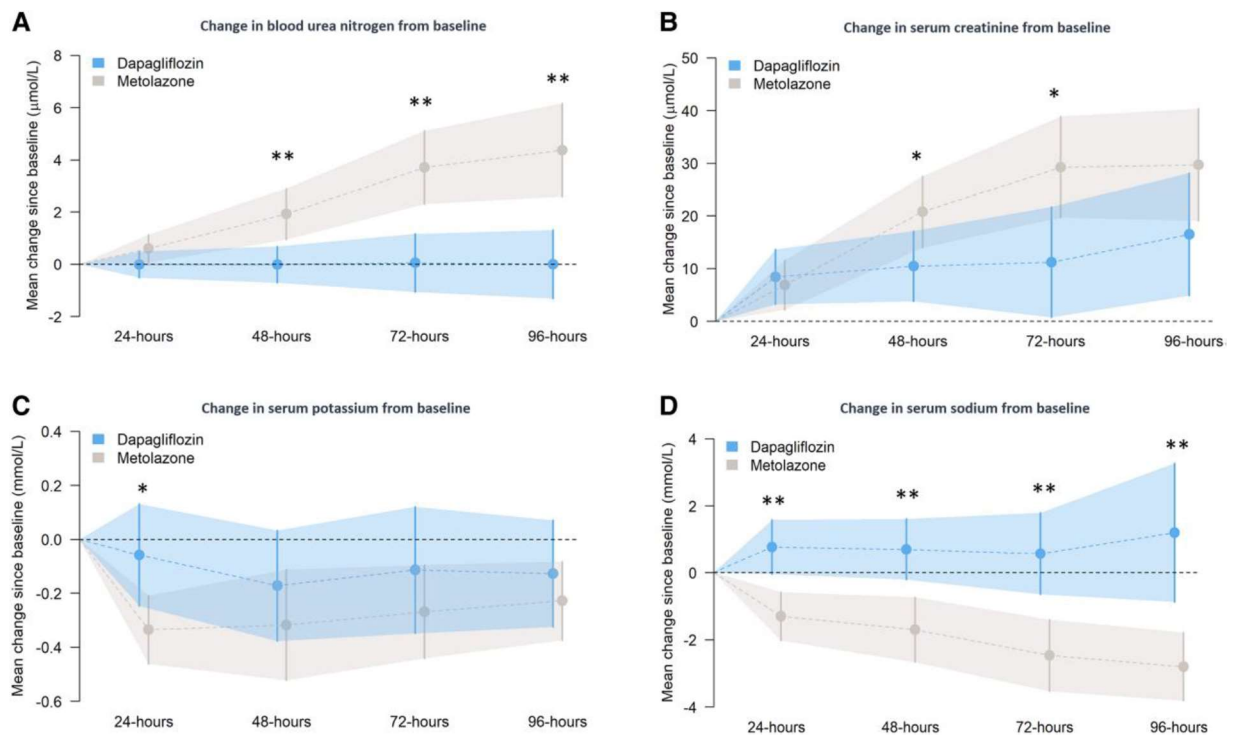 A
Change in blood urea nitrogen from baseline
Mean change since baseline (μmol/L)
8
6
4
2
0
-2
Dapagliflozin
Metolazone
**
**
**
24-hours
48-hours
72-hours
96-hours
B
Change in serum creatinine from baseline
Mean change since baseline (μmol/L)
50
40
30
20
10
0
Dapagliflozin
Metolazone
*
*
24-hours
48-hours
72-hours
96-hours
C
Change in serum potassium from baseline
Mean change since baseline (mmol/L)
0.4
0.2
0.0
-0.2
-0.4
-0.6
Dapagliflozin
Metolazone
*
24-hours
48-hours
72-hours
96-hours
D
Change in serum sodium from baseline
Mean change since baseline (mmol/L)
4
2
0
-2
-4
Dapagliflozin
Metolazone
**
**
**
**
24-hours
48-hours
72-hours
96-hours